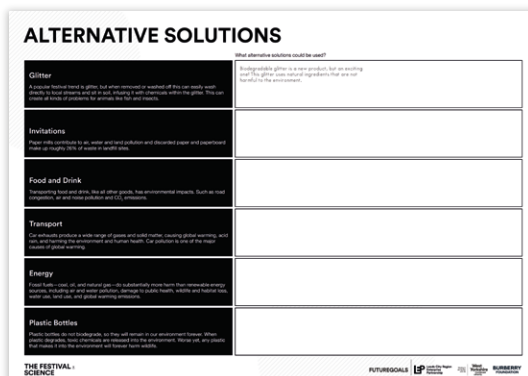 ALTERNATIVE SOLUTIONS
What alternative solutions could be used?
Glitter
A popular festival trend is glitter, but when removed or washed off this can easily wash
directly to local streams and sit in soil, infusing it with chemicals within the glitter. This can
create all kinds of problems for animals like fish and insects.
Biodegradable glitter is a new product, but an exciting
one! This glitter uses natural ingredients that are not
harmful to the environment.
Invitations
Paper mills contribute to air, water and land pollution and discarded paper and paperboard
make up roughly 26% of waste in landfill sites.
Food and Drink
Transporting food and drink, like all other goods, has environmental impacts. Such as road
congestion, air and noise pollution and CO₂ emissions.
Transport
Car exhausts produce a wide range of gases and solid matter, causing global warming, acid
rain, and harming the environment and human health. Car pollution is one of the major
causes of global warming.
Energy
Fossil fuels—coal, oil, and natural gas—do substantially more harm than renewable energy
sources, including air and water pollution, damage to public health, wildlife and habitat loss,
water use, land use, and global warming emissions.
Plastic Bottles
Plastic bottles do not biodegrade, so they will remain in our environment forever. When
plastic degrades, toxic chemicals are released into the environment. Worse yet, any plastic
that makes it into the environment will forever harm wildlife.
THE FESTIVAL
SCIENCE
FUTUREGOALS
LEP
Leeds City Region
Enterprise
Partnership
West
Yorkshire
BURBERRY
FOUNDATION